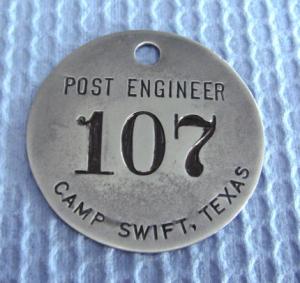 POST ENGINEER
107
CAMP SWIFT, TEXAS